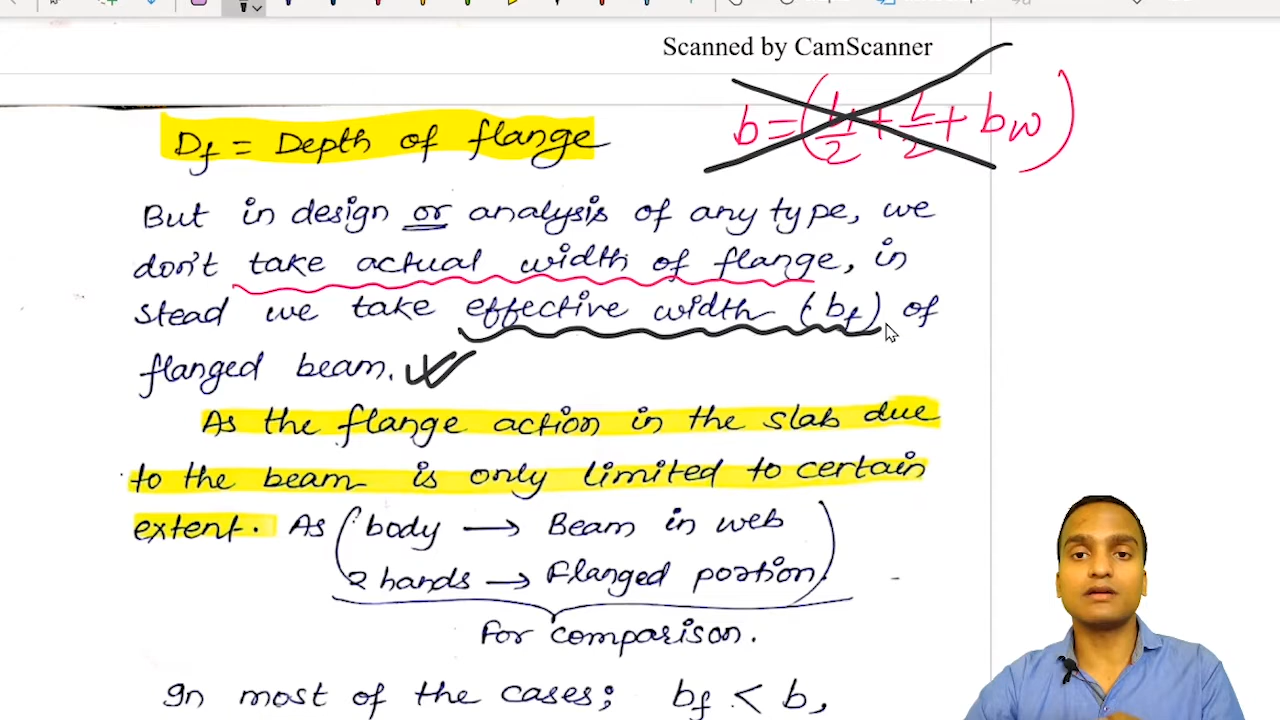 Scanned by CamScanner
b = (L1/2 + L/2 + bw)
Df = Depth of flange
But in design or analysis of any type, we
don't take actual width of flange, in
stead we take effective width (bf) of
flanged beam.
As the flange action in the slab due
to the beam is only limited to certain
extent. As (body → Beam in web
2 hands → Flanged portion)
For comparison.
In most of the cases; bf < b,